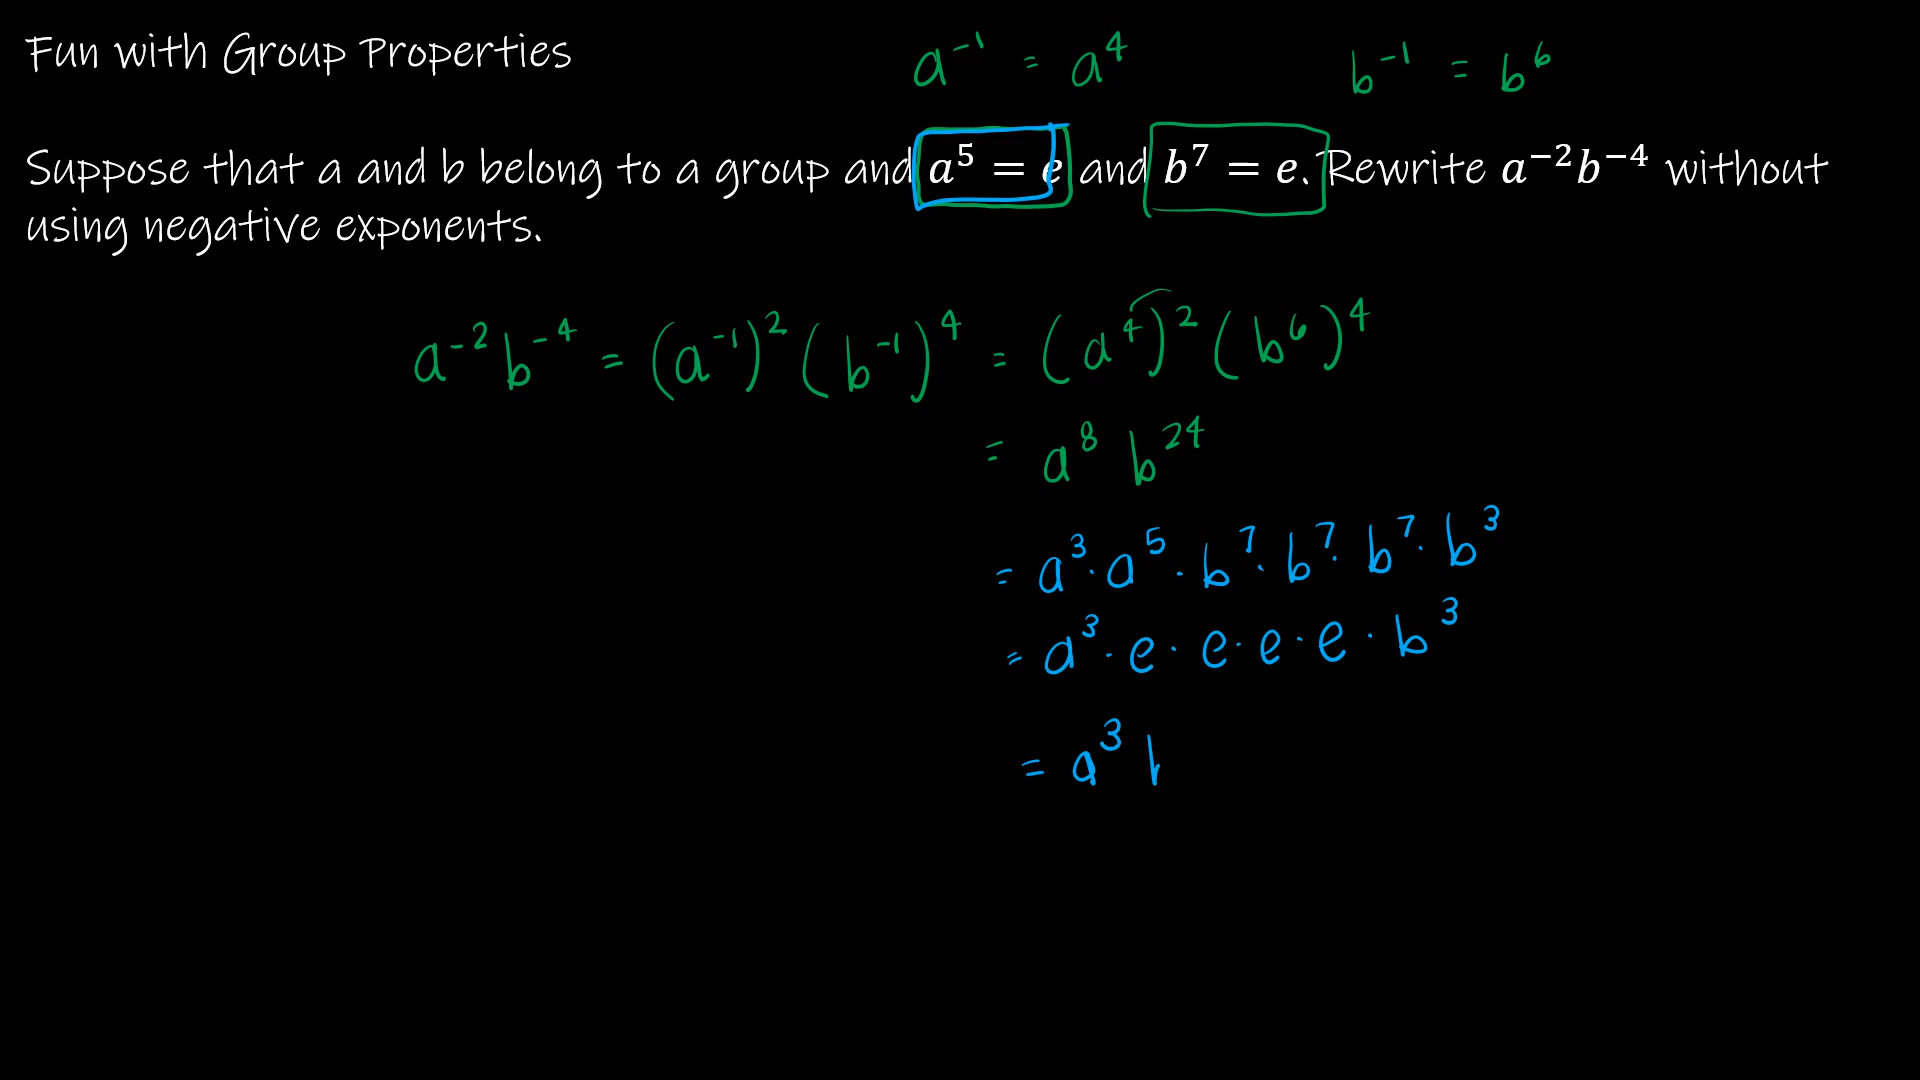 Fun with Group Properties
a⁻¹ = a⁴
b⁻¹ = b⁶
Suppose that a and b belong to a group and a⁵ = e and b⁷ = e. Rewrite a⁻²b⁻⁴ without
using negative exponents.
a⁻²b⁻⁴ = (a⁻¹)²(b⁻¹)⁴ = (a⁴)²(b⁶)⁴
= a⁸ b²⁴
= a³·a⁵·b⁷·b⁷·b⁷·b³
= a³·e·e·e·e·b³
= a³